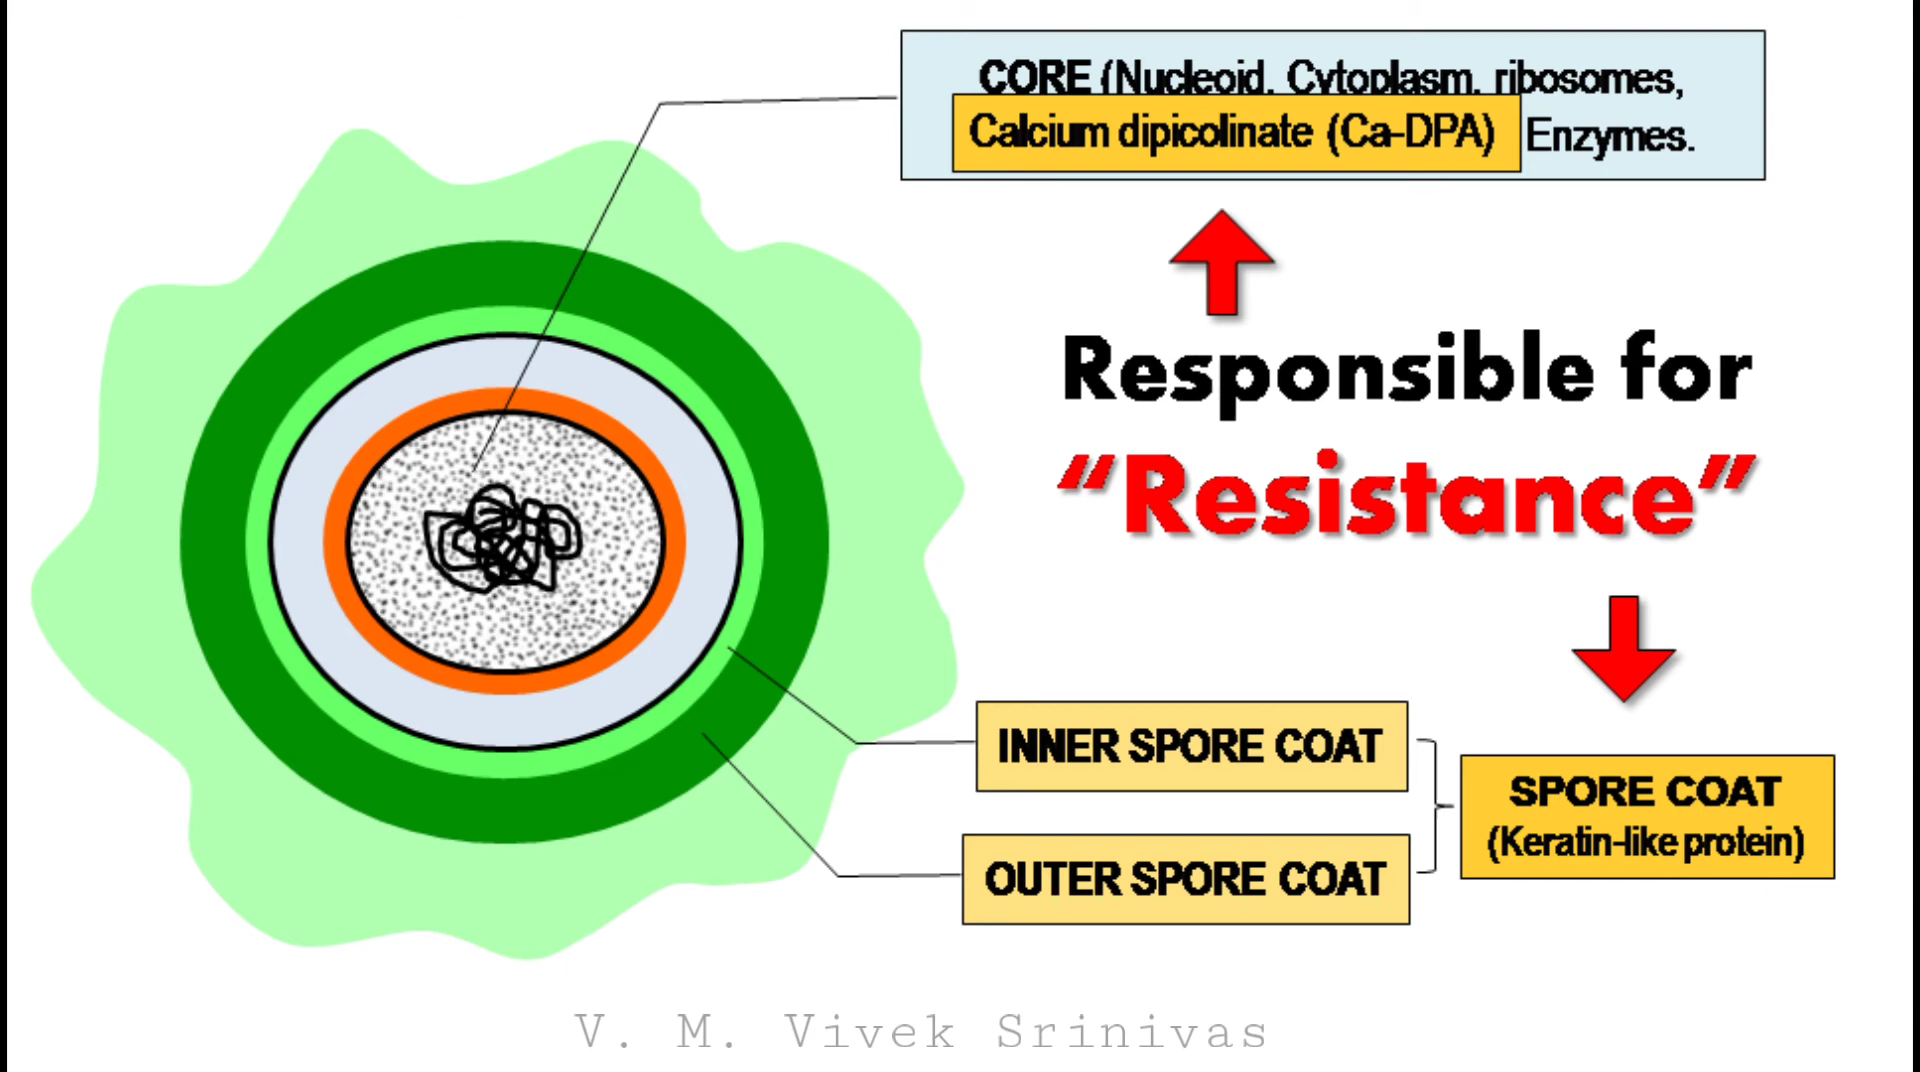 CORE (Nucleoid, Cytoplasm, ribosomes,
Calcium dipicolinate (Ca-DPA) Enzymes.
Responsible for
“Resistance”
INNER SPORE COAT
OUTER SPORE COAT
SPORE COAT
(Keratin-like protein)
V. M. Vivek Srinivas